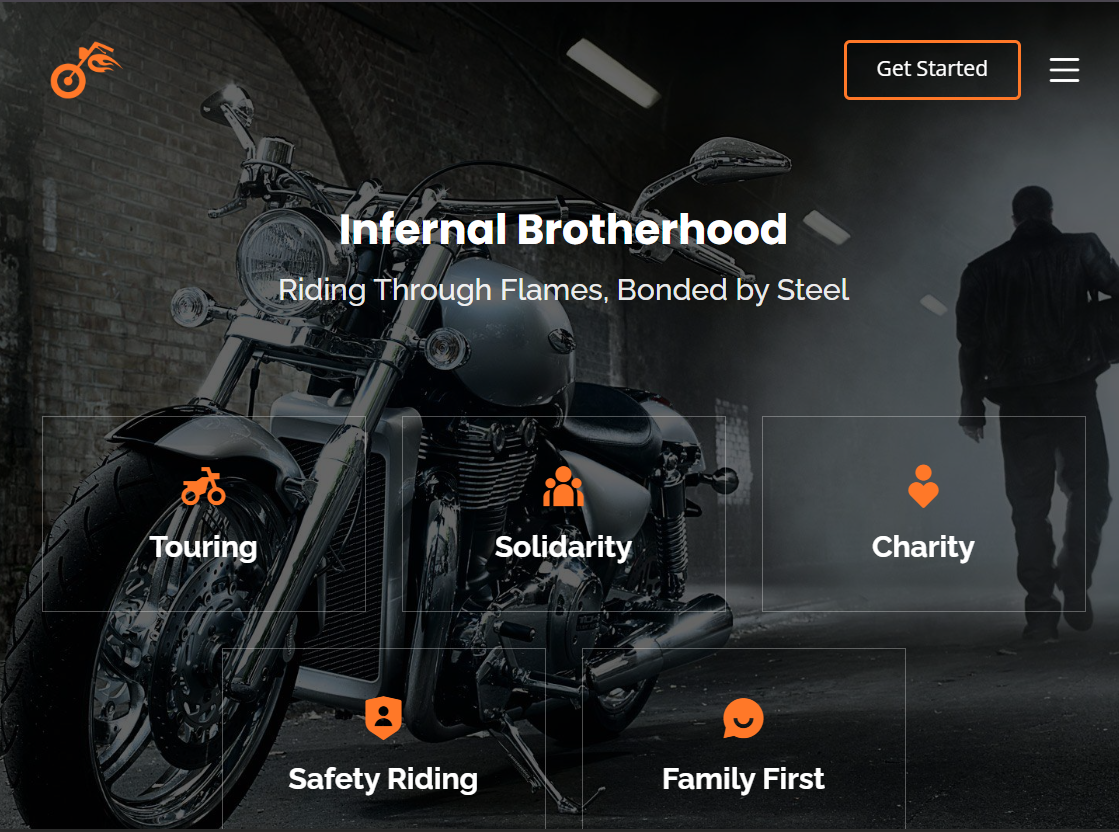 Get Started
Infernal Brotherhood
Riding Through Flames, Bonded by Steel
Touring
Solidarity
Charity
Safety Riding
Family First